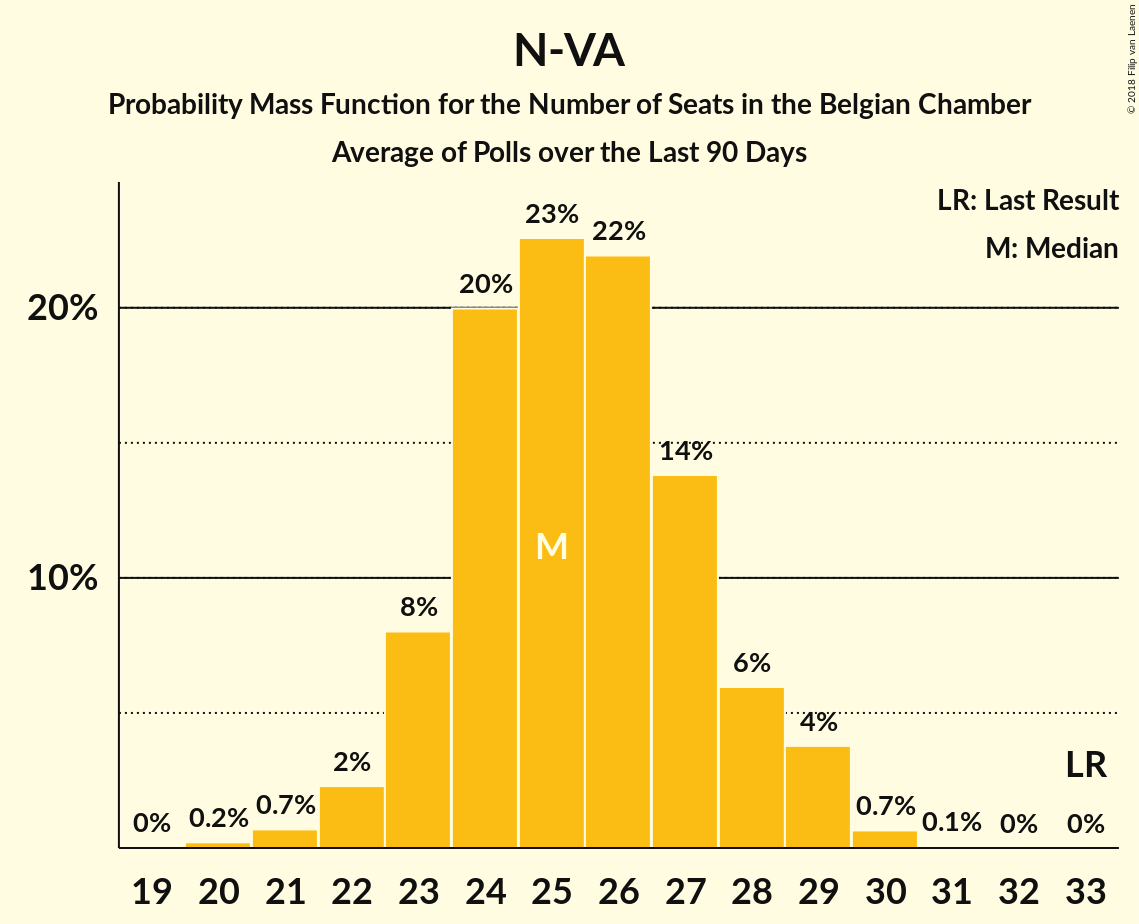 © 2018 Filip van Laenen
N-VA
Probability Mass Function for the Number of Seats in the Belgian Chamber
Average of Polls over the Last 90 Days
LR: Last Result
M: Median
20%
10%
0% 0.2% 0.7% 2% 8% 20% 23% 22% 14% 6% 4% 0.7% 0.1% 0% 0%
M
LR
19 20 21 22 23 24 25 26 27 28 29 30 31 32 33